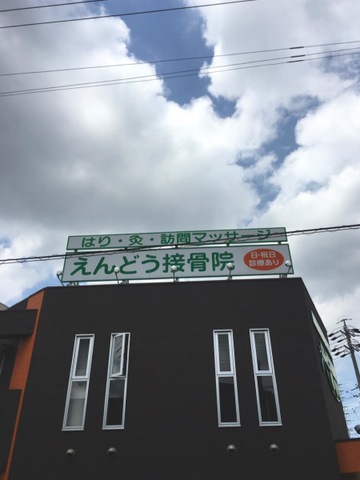 はり・灸・訪問マッサージ
えんどう接骨院
日・祝日
診療あり